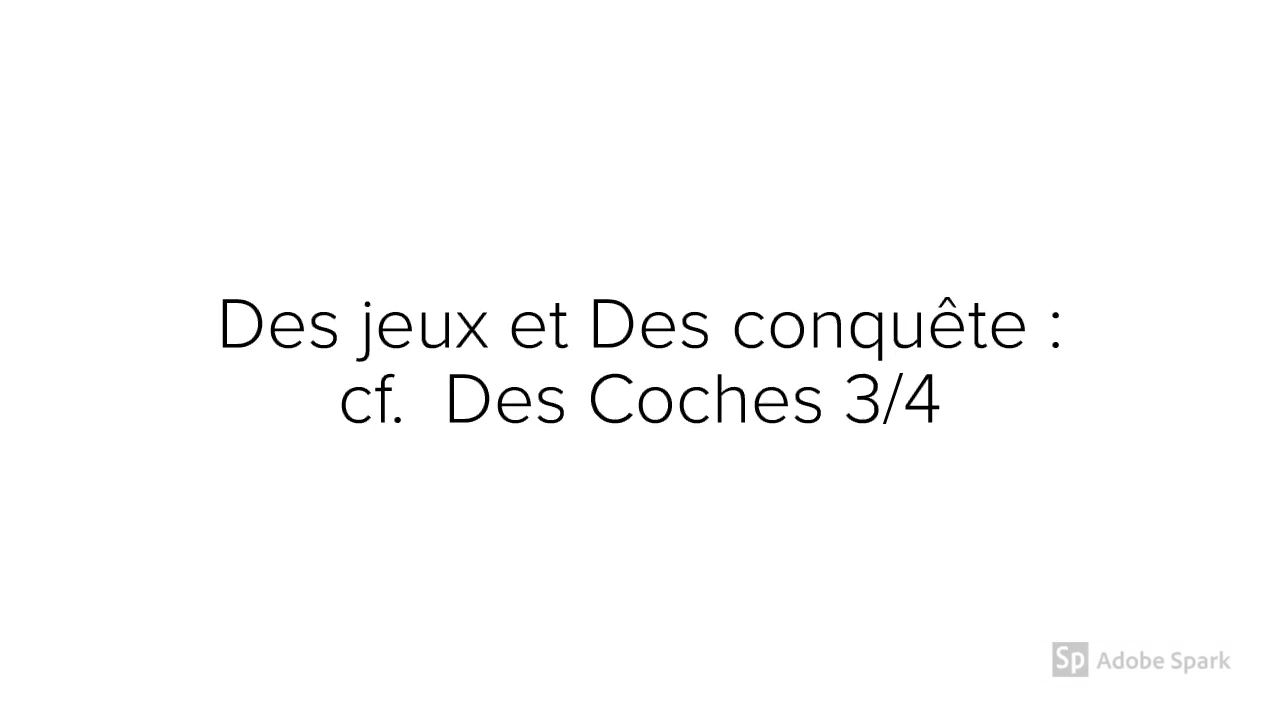 Des jeux et Des conquête :
cf. Des Coches 3/4
Sp Adobe Spark